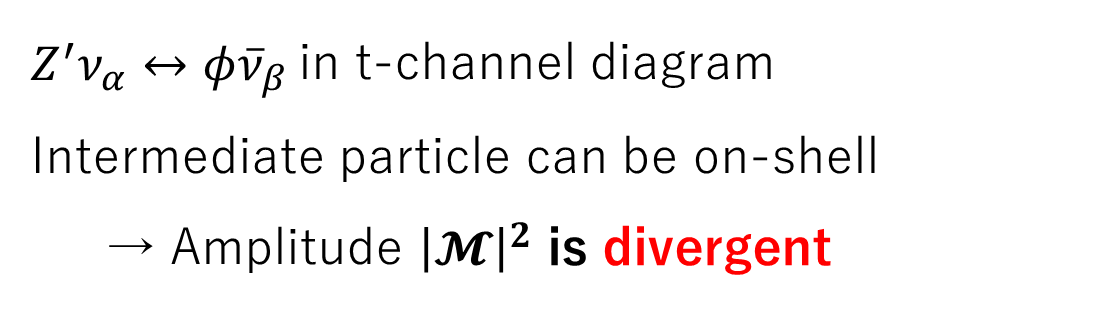 𝑍′𝜈_𝛼 ↔ 𝜙𝜈̄_𝛽 in t-channel diagram
Intermediate particle can be on-shell
→ Amplitude |𝓜|² is divergent